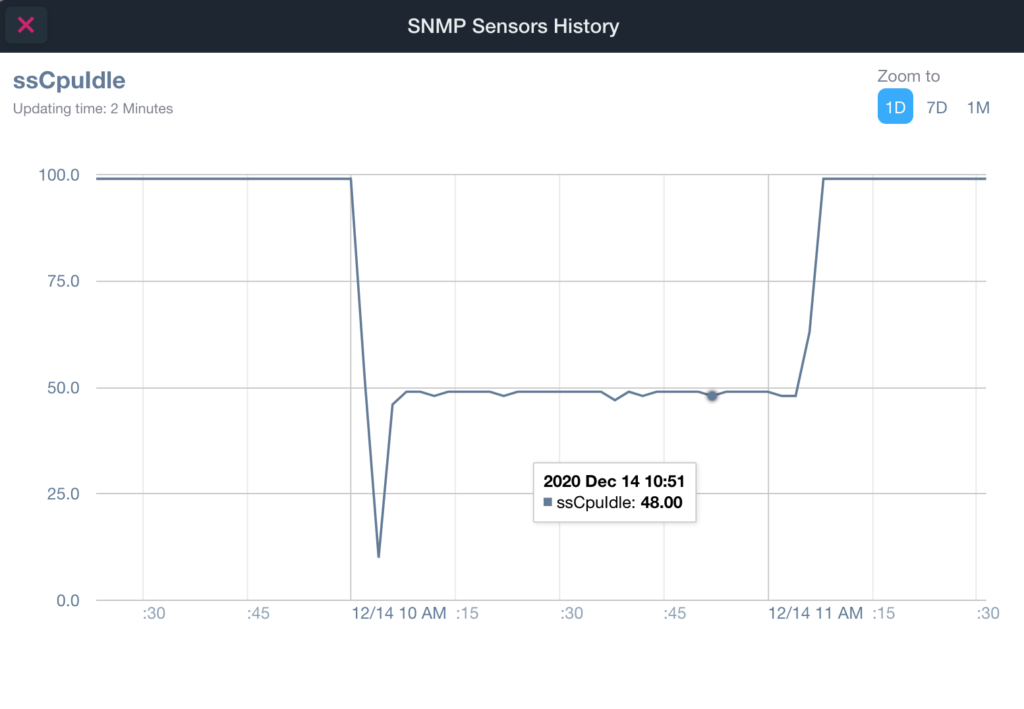 SNMP Sensors History
ssCpuIdle
Updating time: 2 Minutes
Zoom to
1D 7D 1M
100.0
75.0
50.0
25.0
0.0
2020 Dec 14 10:51
ssCpuIdle: 48.00
:30 :45 12/14 10 AM :15 :30 :45 12/14 11 AM :15 :30